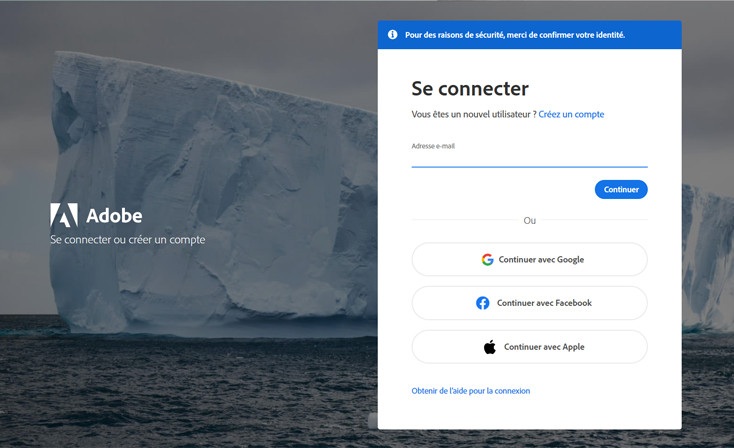 Pour des raisons de sécurité, merci de confirmer votre identité.
Se connecter
Vous êtes un nouvel utilisateur ? Créez un compte
Adresse e-mail
Continuer
Ou
Continuer avec Google
Continuer avec Facebook
Continuer avec Apple
Obtenir de l'aide pour la connexion
Adobe
Se connecter ou créer un compte